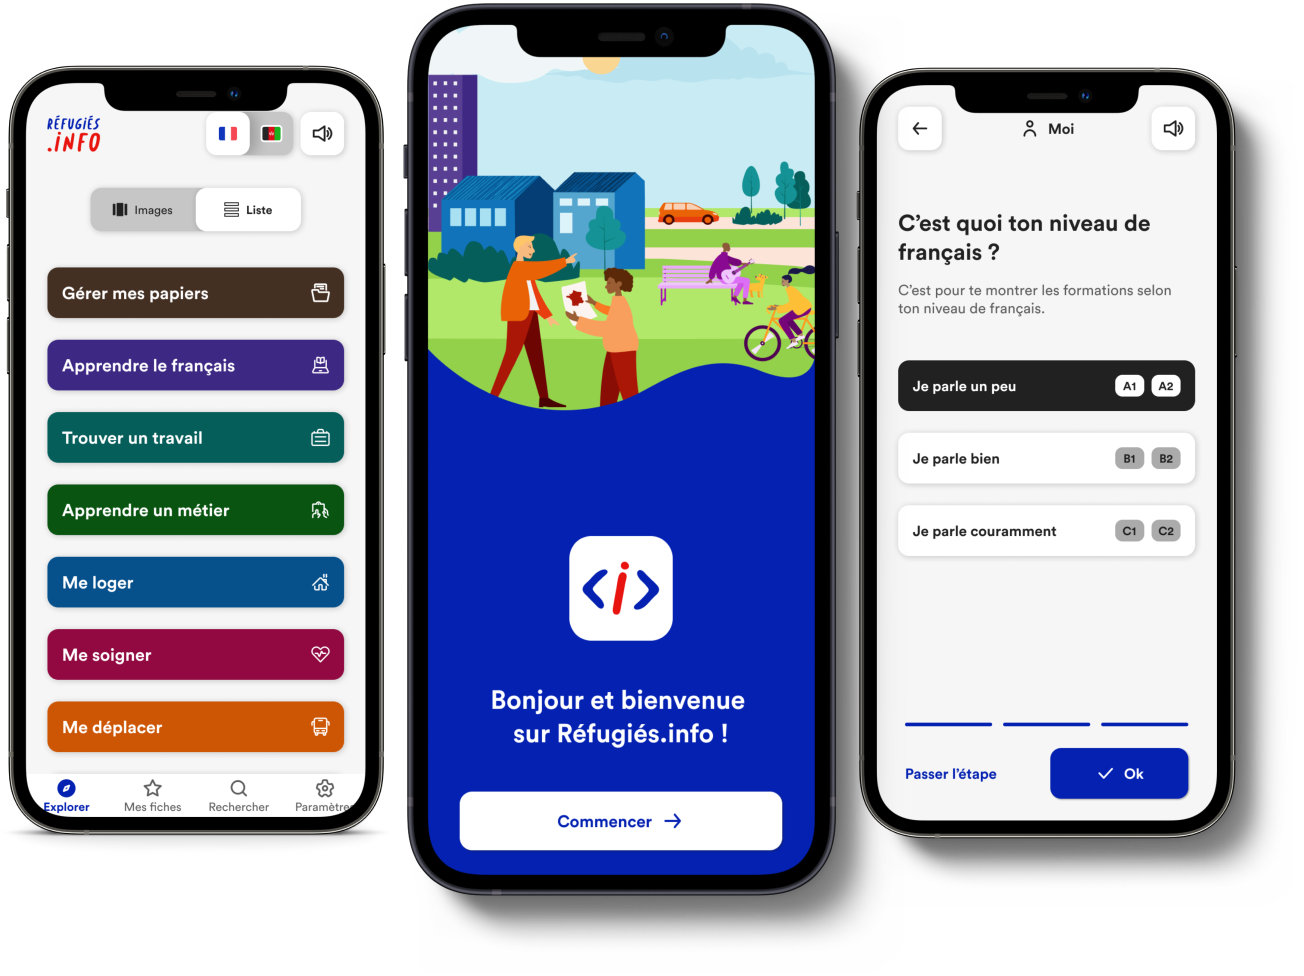 RÉFUGIÉS
.iNFO
Images
Liste
Gérer mes papiers
Apprendre le français
Trouver un travail
Apprendre un métier
Me loger
Me soigner
Me déplacer
Explorer
Mes fiches
Rechercher
Paramètre
<i>
Bonjour et bienvenue
sur Réfugiés.info !
Commencer →
← Moi
C’est quoi ton niveau de
français ?
C’est pour te montrer les formations selon
ton niveau de français.
Je parle un peu A1 A2
Je parle bien B1 B2
Je parle couramment C1 C2
Passer l’étape
Ok